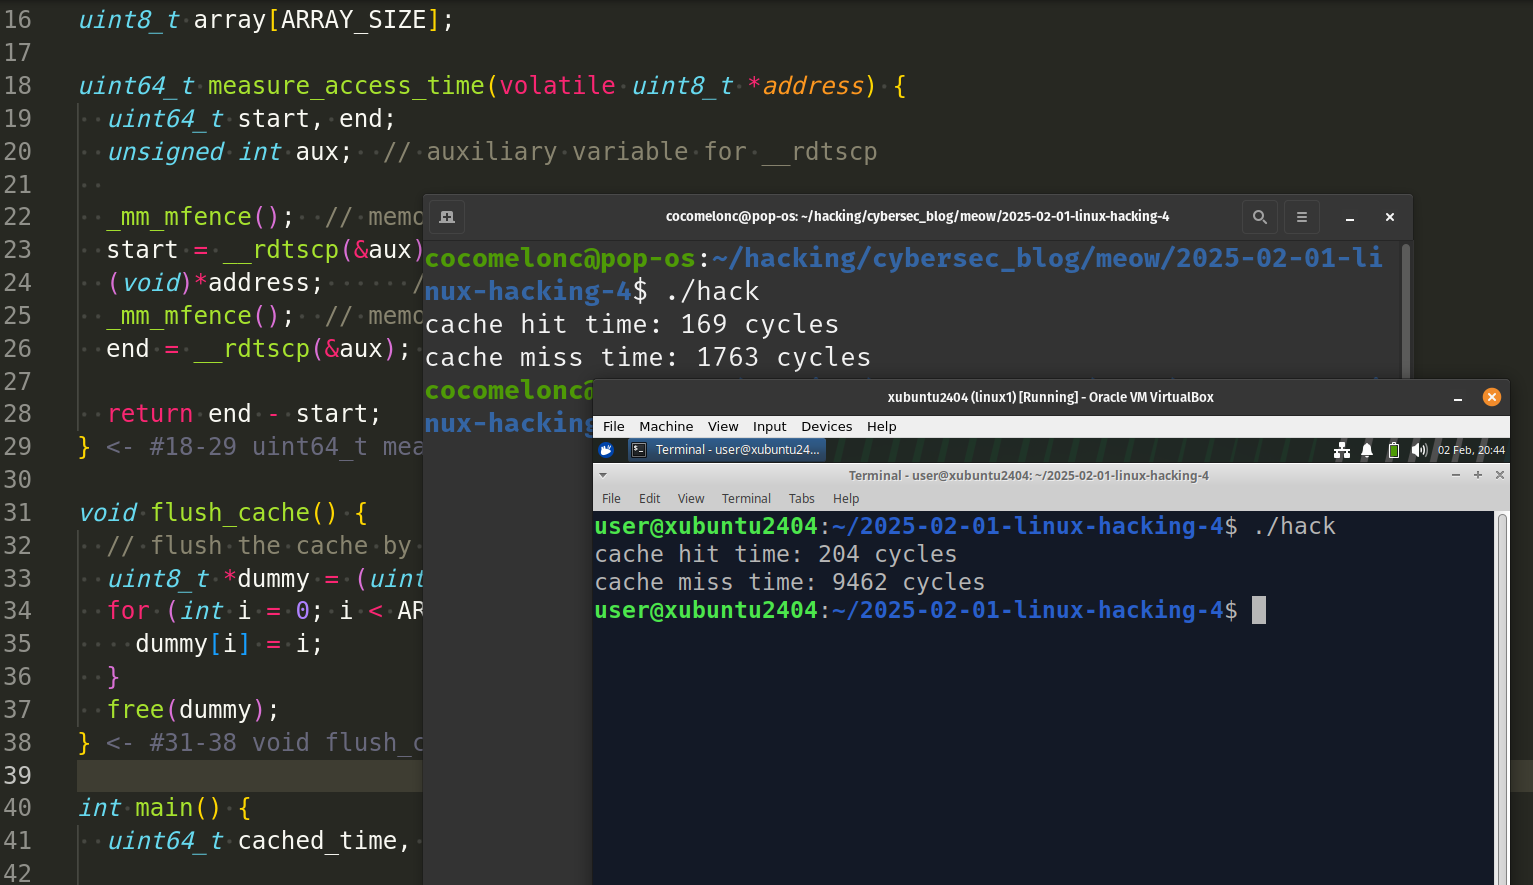 16 uint8_t array[ARRAY_SIZE];
17
18 uint64_t measure_access_time(volatile uint8_t *address) {
19 uint64_t start, end;
20 unsigned int aux; // auxiliary variable for __rdtscp
21
22 _mm_mfence(); // memo
23 start = __rdtscp(&aux)
24 (void)*address; /
25 _mm_mfence(); // memo
26 end = __rdtscp(&aux);
27
28 return end - start;
29 } <- #18-29 uint64_t mea
30
31 void flush_cache() {
32 // flush the cache by
33 uint8_t *dummy = (uint
34 for (int i = 0; i < AR
35 dummy[i] = i;
36 }
37 free(dummy);
38 } <- #31-38 void flush_c
39
40 int main() {
41 uint64_t cached_time,
42
cocomelonc@pop-os: ~/hacking/cybersec_blog/meow/2025-02-01-linux-hacking-4
cocomelonc@pop-os:~/hacking/cybersec_blog/meow/2025-02-01-li
nux-hacking-4$ ./hack
cache hit time: 169 cycles
cache miss time: 1763 cycles
cocomelonc@
nux-hacking
xubuntu2404 (linux1) [Running] - Oracle VM VirtualBox
File Machine View Input Devices Help
Terminal - user@xubuntu24... 02 Feb, 20:44
Terminal - user@xubuntu2404: ~/2025-02-01-linux-hacking-4
File Edit View Terminal Tabs Help
user@xubuntu2404:~/2025-02-01-linux-hacking-4$ ./hack
cache hit time: 204 cycles
cache miss time: 9462 cycles
user@xubuntu2404:~/2025-02-01-linux-hacking-4$